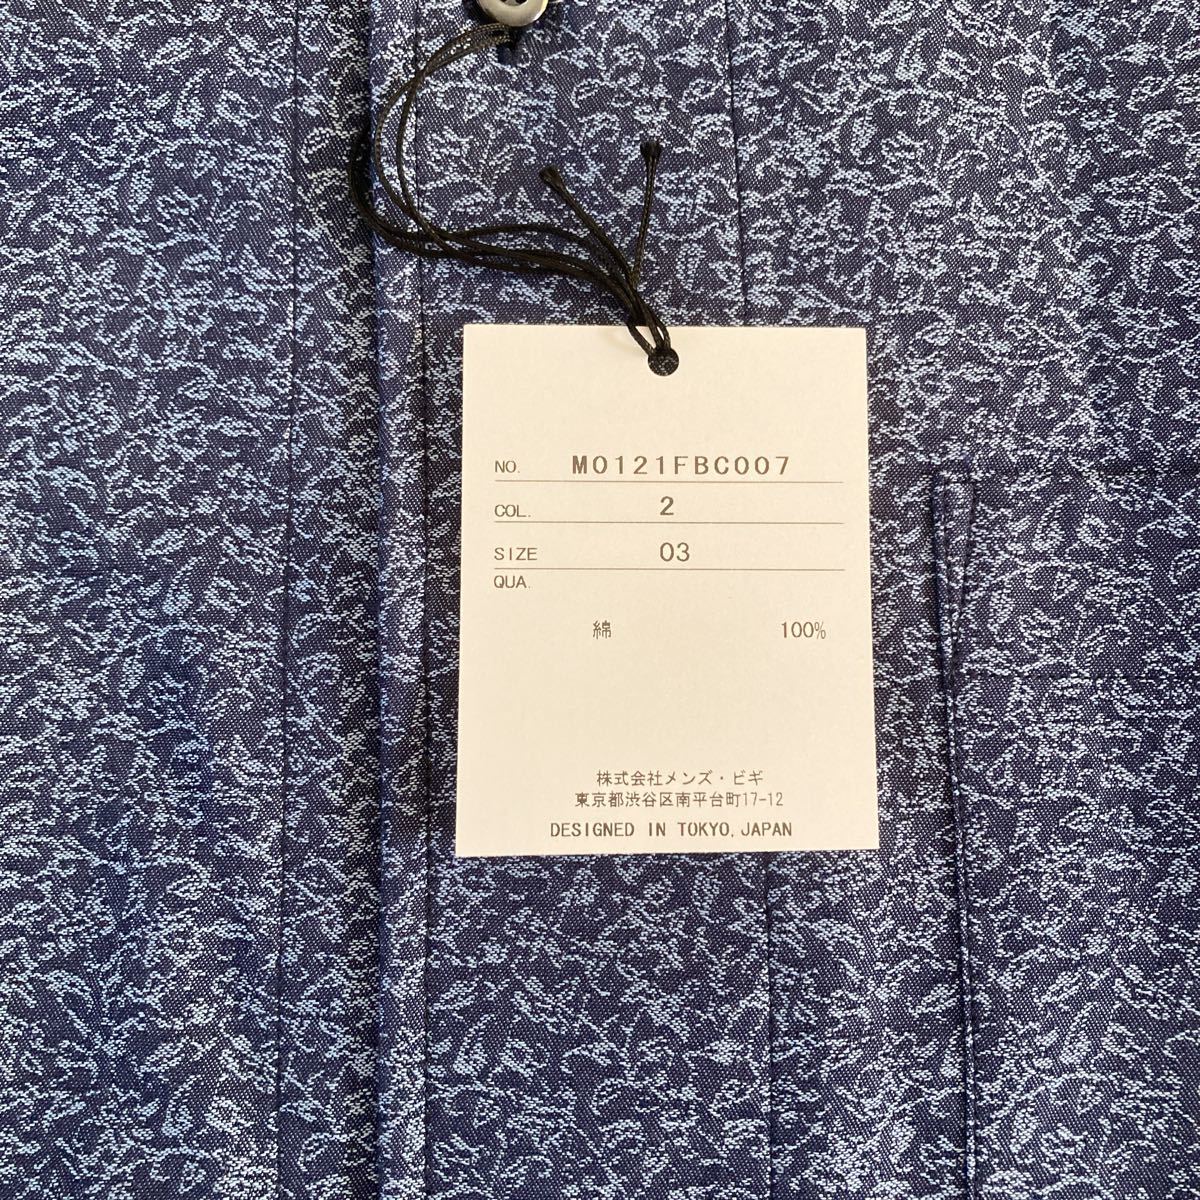 NO. M0121FBC007
COL. 2
SIZE 03
QUA.
綿 100%
株式会社メンズ・ビギ
東京都渋谷区南平台町17-12
DESIGNED IN TOKYO, JAPAN